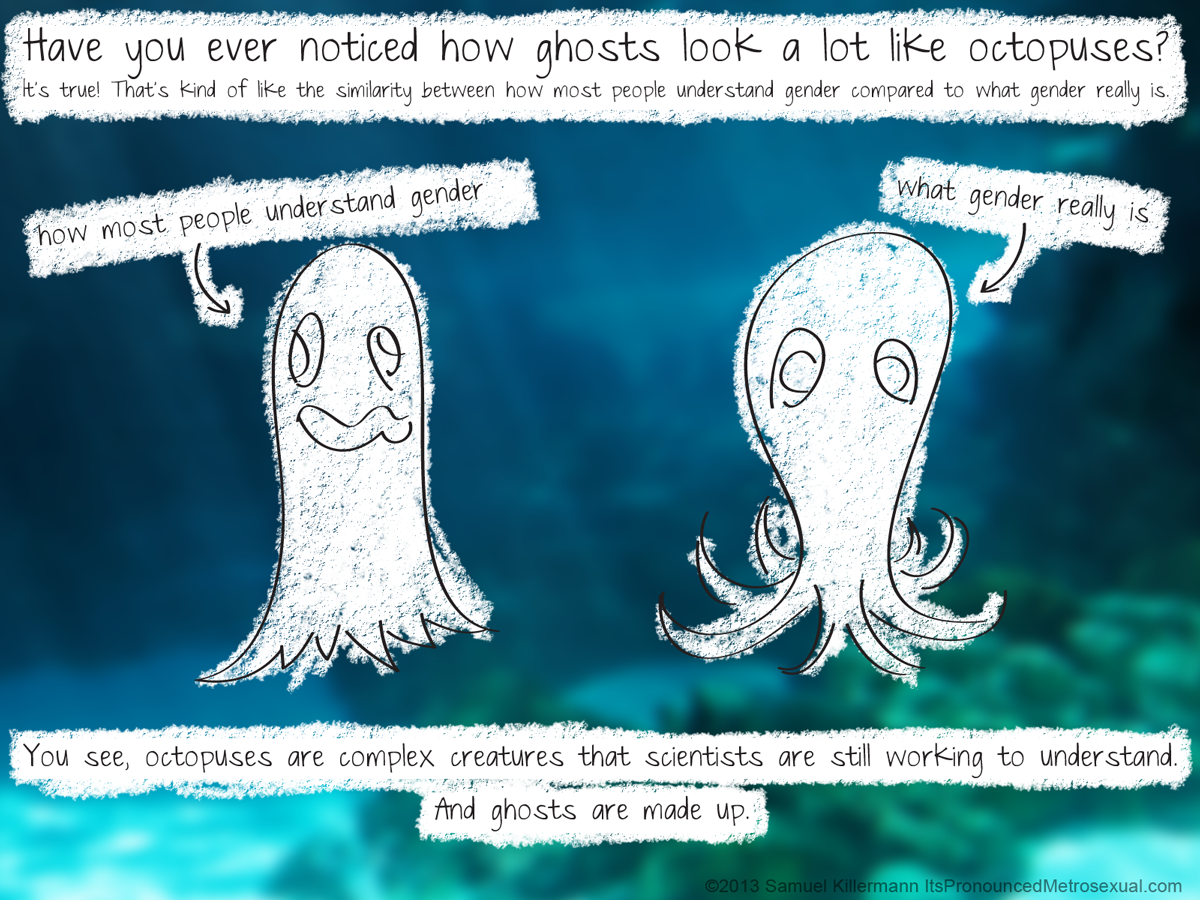 Have you ever noticed how ghosts look a lot like octopuses?
It's true! That's kind of like the similarity between how most people understand gender compared to what gender really is.
how most people understand gender
what gender really is
You see, octopuses are complex creatures that scientists are still working to understand.
And ghosts are made up.
©2013 Samuel Killermann ItsPronouncedMetrosexual.com